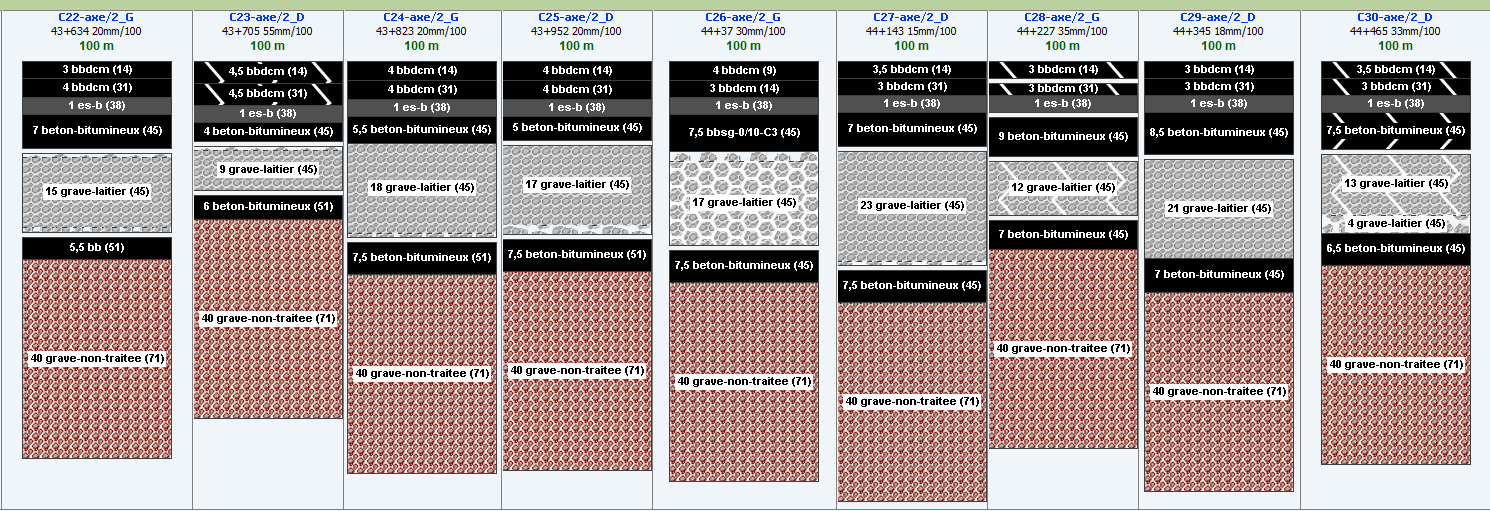 C22-axe/2_G
43+634 20mm/100
100 m
3 bbdcm (14)
4 bbdcm (31)
1 es-b (38)
7 beton-bitumineux (45)
15 grave-laitier (45)
5,5 bb (51)
40 grave-non-traitee (71)
C23-axe/2_D
43+705 55mm/100
100 m
4,5 bbdcm (14)
4,5 bbdcm (31)
1 es-b (38)
4 beton-bitumineux (45)
9 grave-laitier (45)
6 beton-bitumineux (51)
40 grave-non-traitee (71)
C24-axe/2_G
43+823 20mm/100
100 m
4 bbdcm (14)
4 bbdcm (31)
1 es-b (38)
5,5 beton-bitumineux (45)
18 grave-laitier (45)
7,5 beton-bitumineux (51)
40 grave-non-traitee (71)
C25-axe/2_D
43+952 20mm/100
100 m
4 bbdcm (14)
4 bbdcm (31)
1 es-b (38)
5 beton-bitumineux (45)
17 grave-laitier (45)
7,5 beton-bitumineux (51)
40 grave-non-traitee (71)
C26-axe/2_G
44+37 30mm/100
100 m
4 bbdcm (9)
3 bbdcm (14)
1 es-b (38)
7,5 bbsg-0/10-C3 (45)
17 grave-laitier (45)
7,5 beton-bitumineux (45)
40 grave-non-traitee (71)
C27-axe/2_D
44+143 15mm/100
100 m
3,5 bbdcm (14)
3 bbdcm (31)
1 es-b (38)
7 beton-bitumineux (45)
23 grave-laitier (45)
7,5 beton-bitumineux (45)
40 grave-non-traitee (71)
C28-axe/2_G
44+227 35mm/100
100 m
3 bbdcm (14)
3 bbdcm (31)
1 es-b (38)
9 beton-bitumineux (45)
12 grave-laitier (45)
7 beton-bitumineux (45)
40 grave-non-traitee (71)
C29-axe/2_D
44+345 18mm/100
100 m
3 bbdcm (14)
3 bbdcm (31)
1 es-b (38)
8,5 beton-bitumineux (45)
21 grave-laitier (45)
7 beton-bitumineux (45)
40 grave-non-traitee (71)
C30-axe/2_D
44+465 33mm/100
100 m
3,5 bbdcm (14)
3 bbdcm (31)
1 es-b (38)
7,5 beton-bitumineux (45)
13 grave-laitier (45)
4 grave-laitier (45)
6,5 beton-bitumineux (45)
40 grave-non-traitee (71)